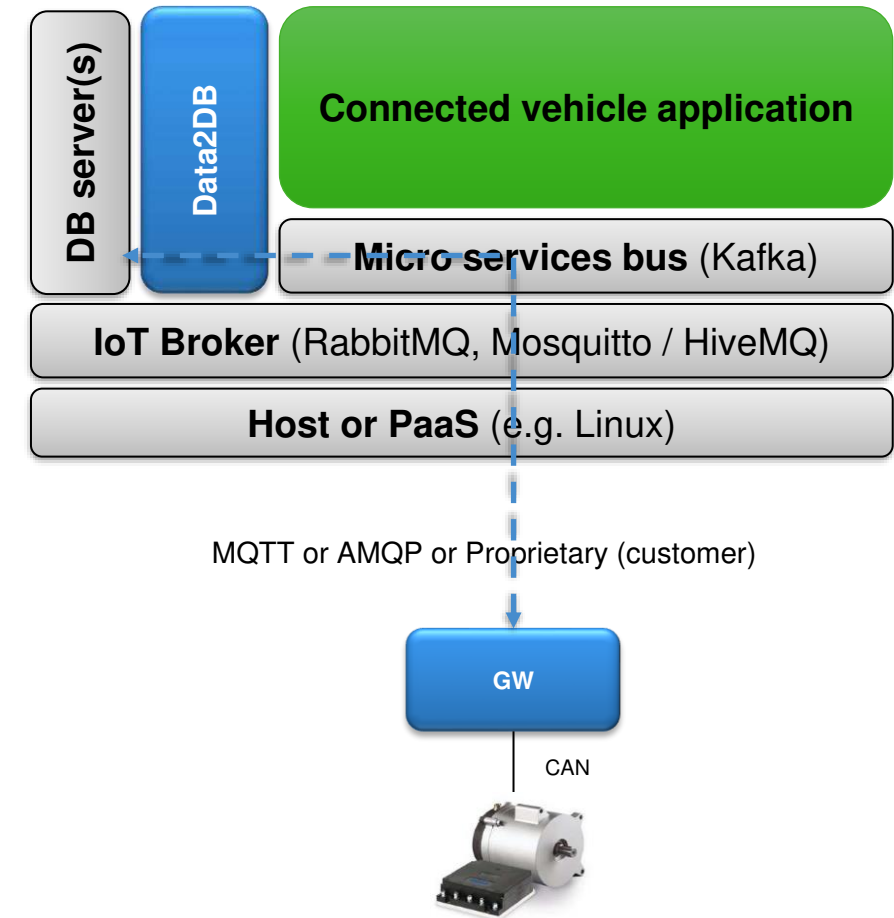 DB server(s)
Data2DB
Connected vehicle application
Micro services bus (Kafka)
IoT Broker (RabbitMQ, Mosquitto / HiveMQ)
Host or PaaS (e.g. Linux)
MQTT or AMQP or Proprietary (customer)
GW
CAN